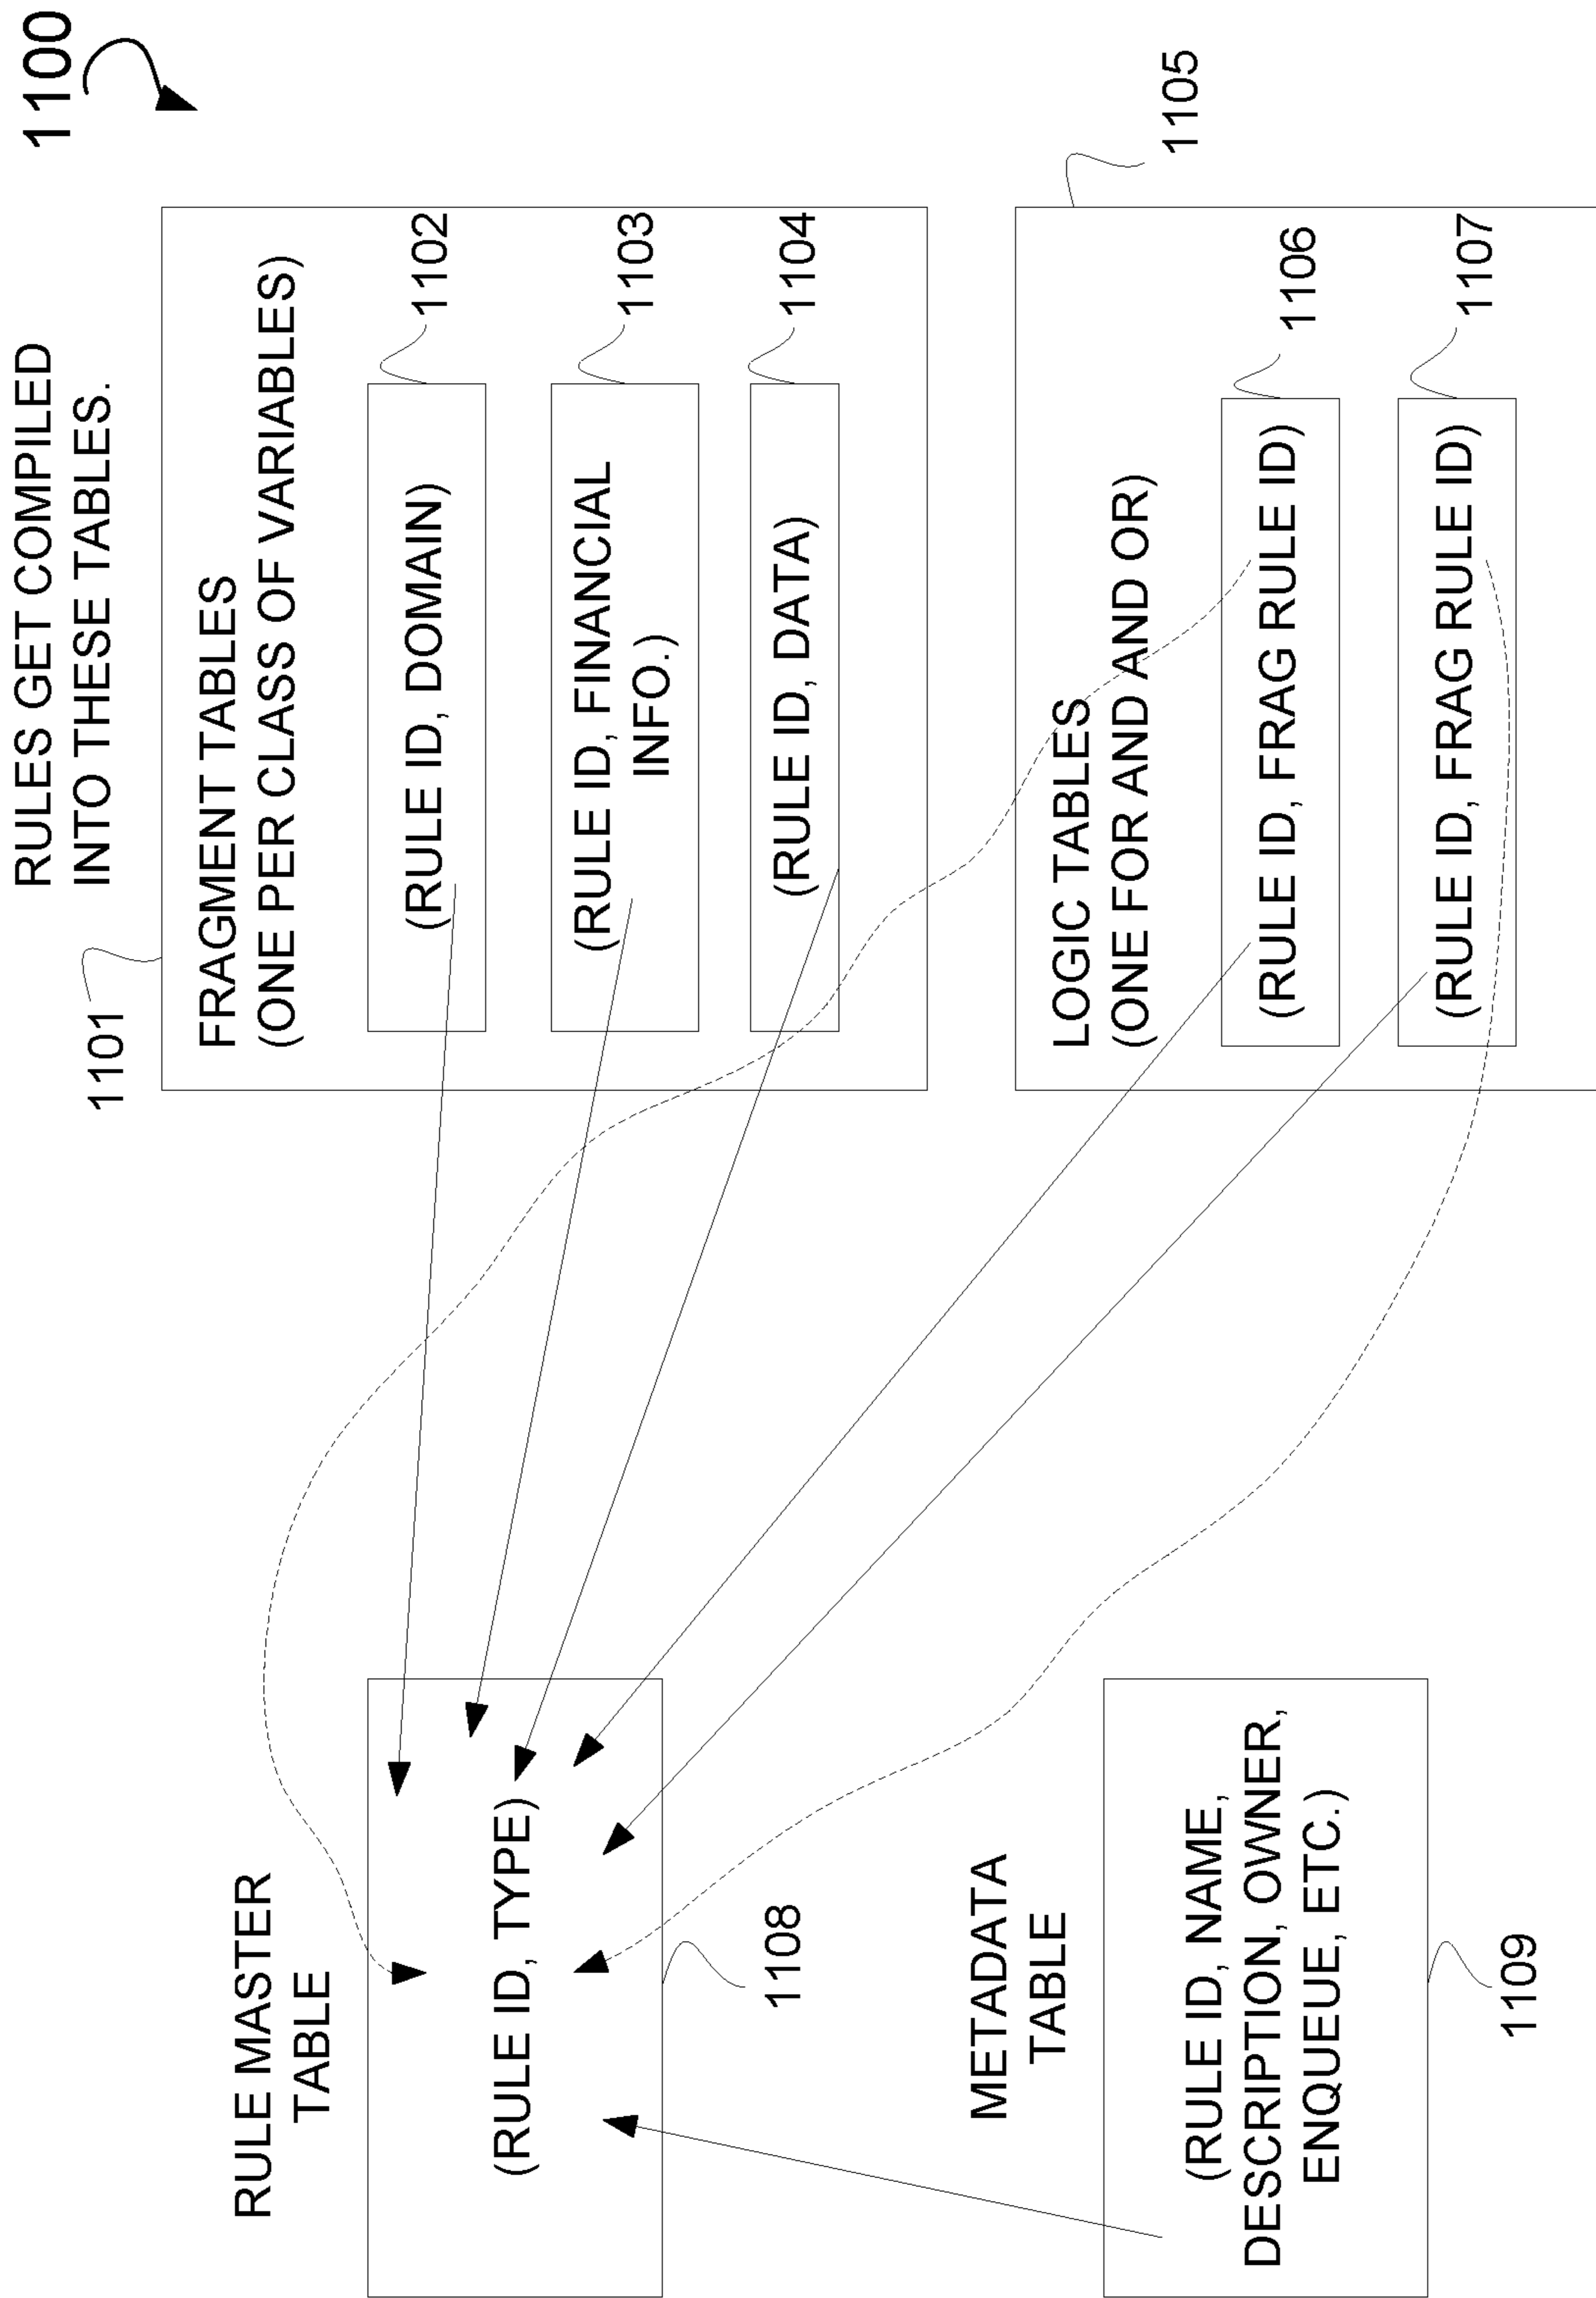 1100
RULES GET COMPILED
INTO THESE TABLES.
1101
FRAGMENT TABLES
(ONE PER CLASS OF VARIABLES)
1102
(RULE ID, DOMAIN)
1103
(RULE ID, FINANCIAL
INFO.)
1104
(RULE ID, DATA)
1105
LOGIC TABLES
(ONE FOR AND AND OR)
1106
(RULE ID, FRAG RULE ID)
1107
(RULE ID, FRAG RULE ID)
RULE MASTER
TABLE
(RULE ID, TYPE)
1108
METADATA
TABLE
(RULE ID, NAME,
DESCRIPTION, OWNER,
ENQUEUE, ETC.)
1109